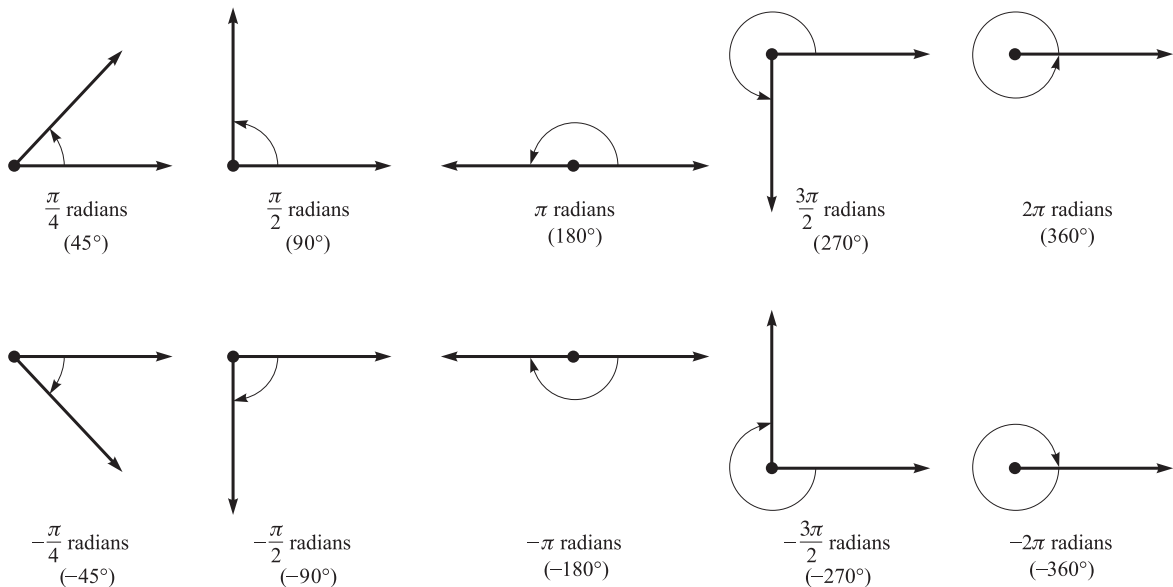 π/4 radians
(45°)
π/2 radians
(90°)
π radians
(180°)
3π/2 radians
(270°)
2π radians
(360°)
−π/4 radians
(−45°)
−π/2 radians
(−90°)
−π radians
(−180°)
−3π/2 radians
(−270°)
−2π radians
(−360°)